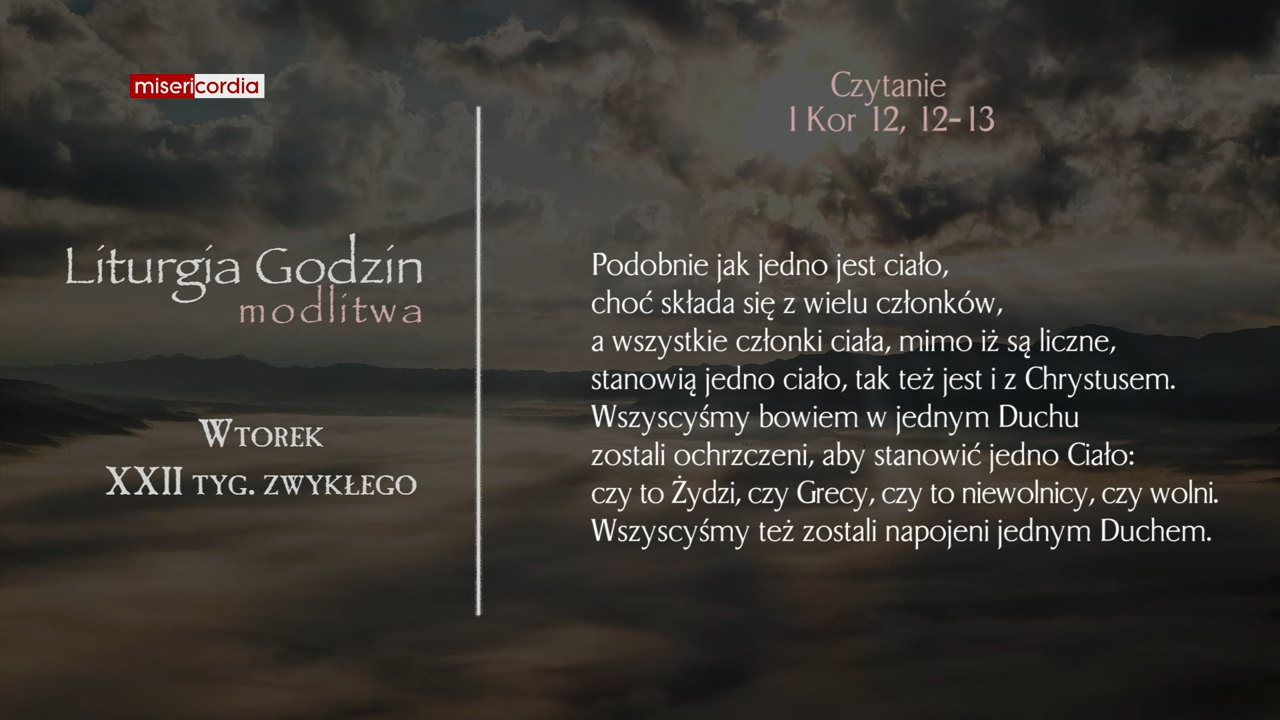 misericordia
Liturgia Godzin
modlitwa
Wtorek
XXII tyg. zwykłego
Czytanie
1 Kor 12, 12-13
Podobnie jak jedno jest ciało,
choć składa się z wielu członków,
a wszystkie członki ciała, mimo iż są liczne,
stanowią jedno ciało, tak też jest i z Chrystusem.
Wszyscyśmy bowiem w jednym Duchu
zostali ochrzczeni, aby stanowić jedno Ciało:
czy to Żydzi, czy Grecy, czy to niewolnicy, czy wolni.
Wszyscyśmy też zostali napojeni jednym Duchem.